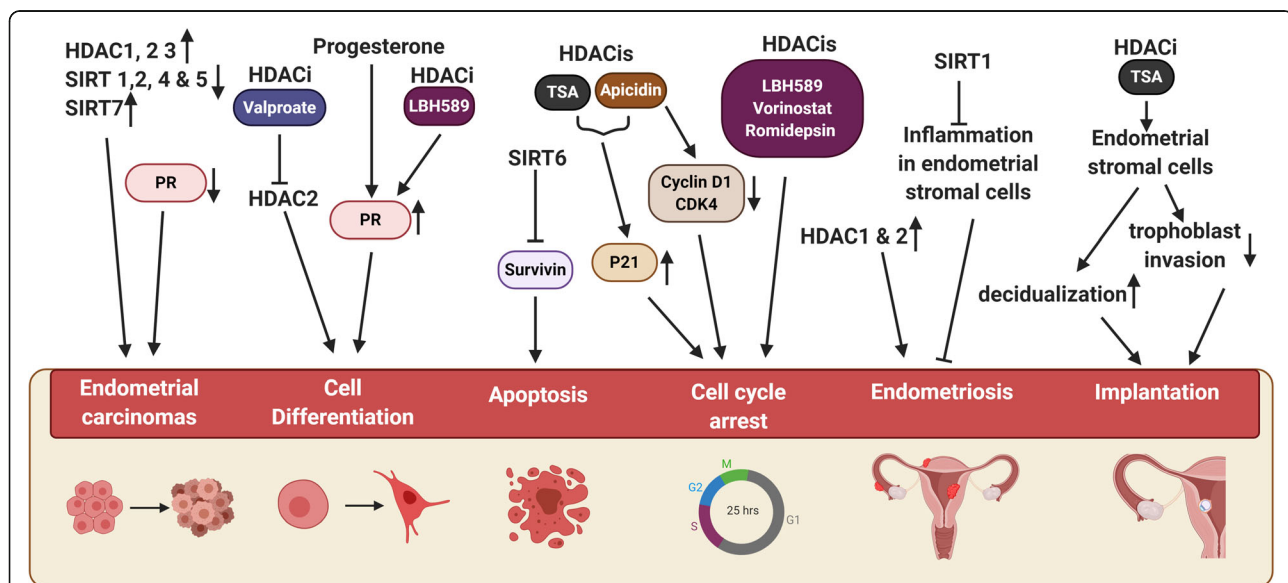 HDAC1, 2 3
SIRT 1,2, 4 & 5
SIRT7
PR
HDACi
Valproate
HDAC2
Progesterone
HDACi
LBH589
PR
HDACis
TSA
Apicidin
SIRT6
Survivin
P21
Cyclin D1
CDK4
HDACis
LBH589
Vorinostat
Romidepsin
SIRT1
Inflammation
in endometrial
stromal cells
HDAC1 & 2
HDACi
TSA
Endometrial
stromal cells
trophoblast
invasion
decidualization
Endometrial
carcinomas
Cell
Differentiation
Apoptosis
Cell cycle
arrest
Endometriosis
Implantation
M
G2
S
G1
25 hrs